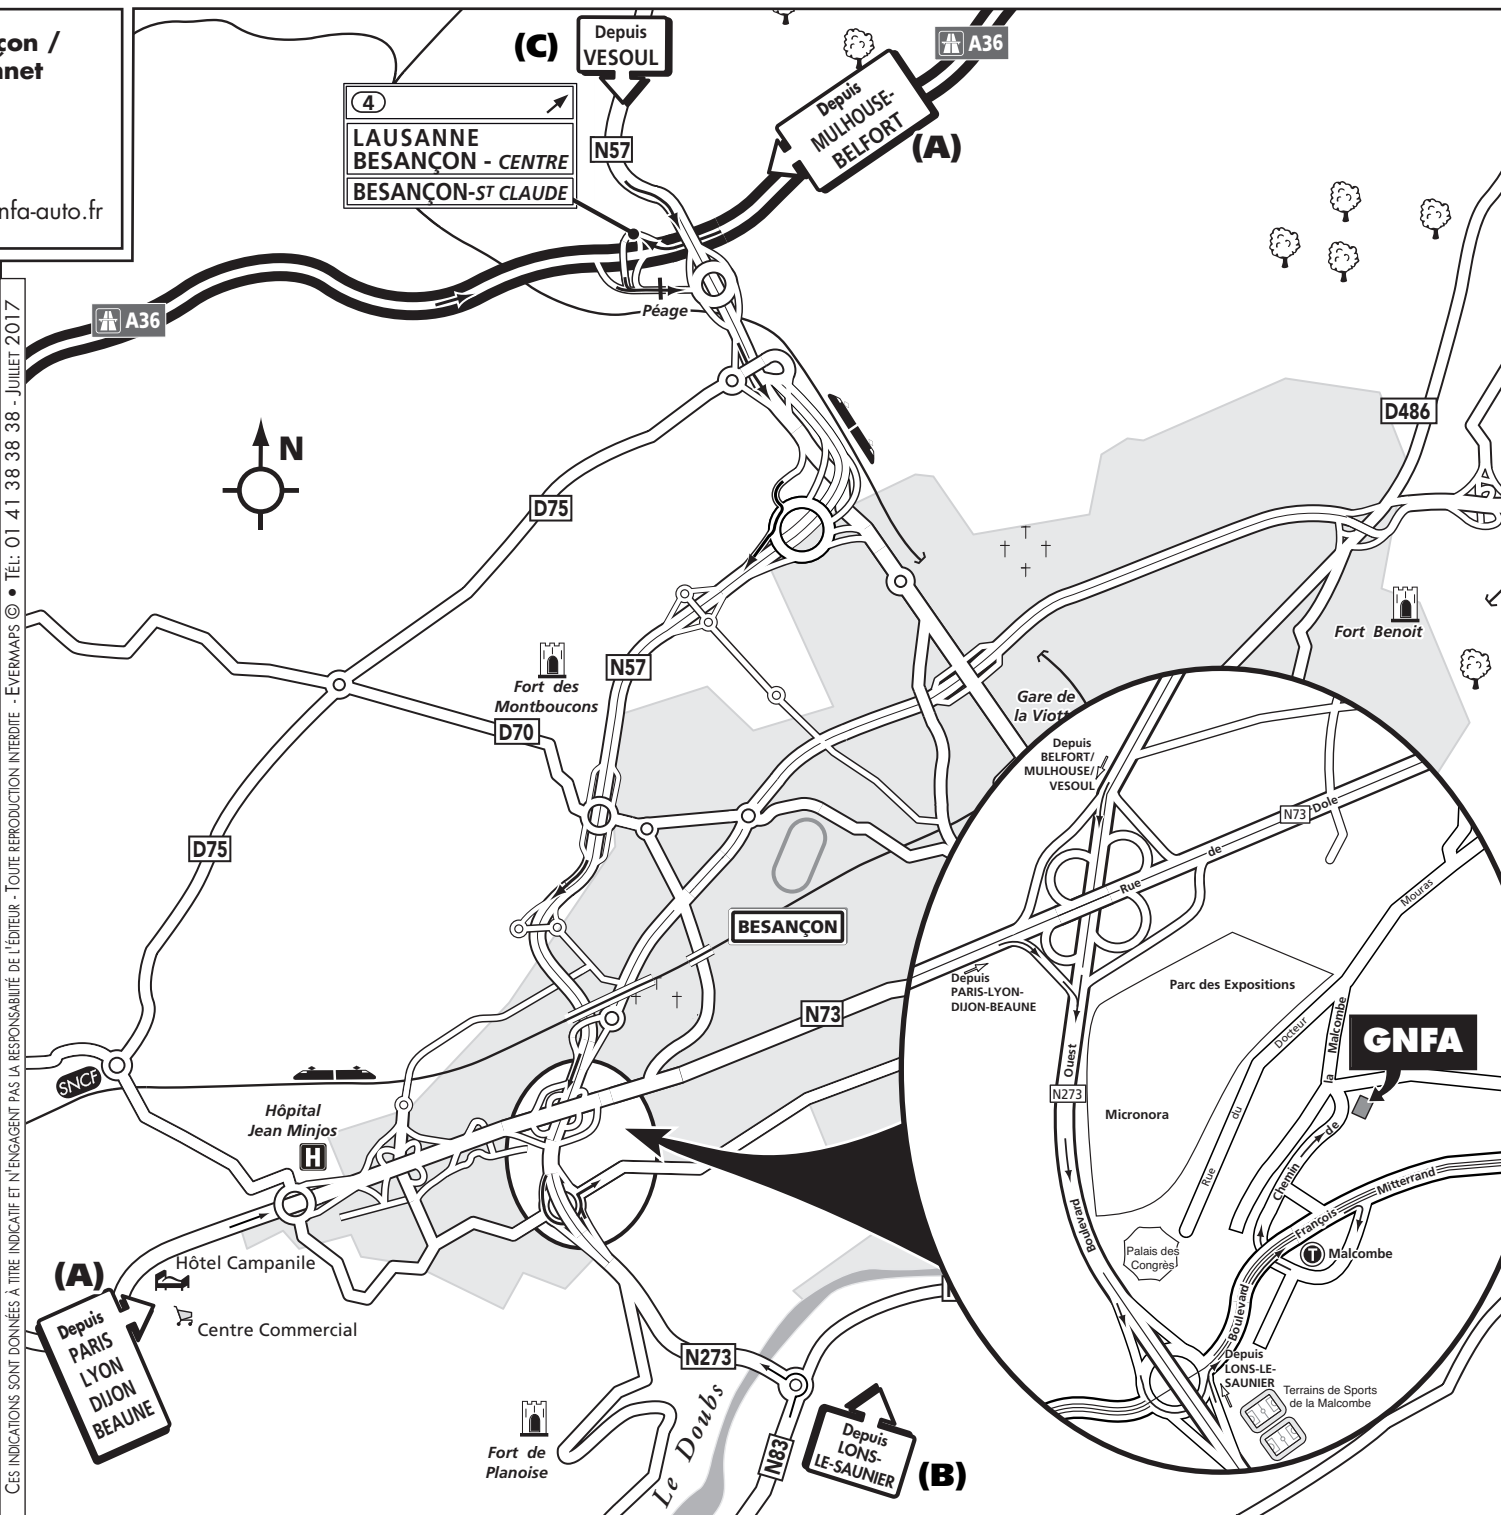 (C)
Depuis
VESOUL
A36
Depuis
MULHOUSE-
BELFORT
(A)
4
LAUSANNE
BESANÇON - CENTRE
BESANÇON-ST CLAUDE
N57
nfa-auto.fr
Péage
A36
N
D75
D486
Fort Benoit
Fort des
Montboucons
N57
D70
Gare de
D75
BESANÇON
N73
SNCF
Hôpital
Jean Minjos
H
Hôtel Campanile
Centre Commercial
(A)
Depuis
PARIS
LYON
DIJON
BEAUNE
N273
Fort de
Planoise
Le Doubs
N83
Depuis
LONS-
LE-SAUNIER
(B)
Depuis
BELFORT/
MULHOUSE/
VESOUL
N73
Rue de Dole
Depuis
PARIS-LYON-
DIJON-BEAUNE
Parc des Expositions
Mouras
Docteur
du
Rue
Chemin de la Malcombe
GNFA
N273
Boulevard Ouest
Micronora
Palais des
Congrès
Boulevard François Mitterrand
T Malcombe
Depuis
LONS-LE-
SAUNIER
Terrains de Sports
de la Malcombe
CES INDICATIONS SONT DONNÉES À TITRE INDICATIF ET N'ENGAGENT PAS LA RESPONSABILITÉ DE L'ÉDITEUR - TOUTE REPRODUCTION INTERDITE - EVERMAPS © • TÉL: 01 41 38 38 38 - JUILLET 2017